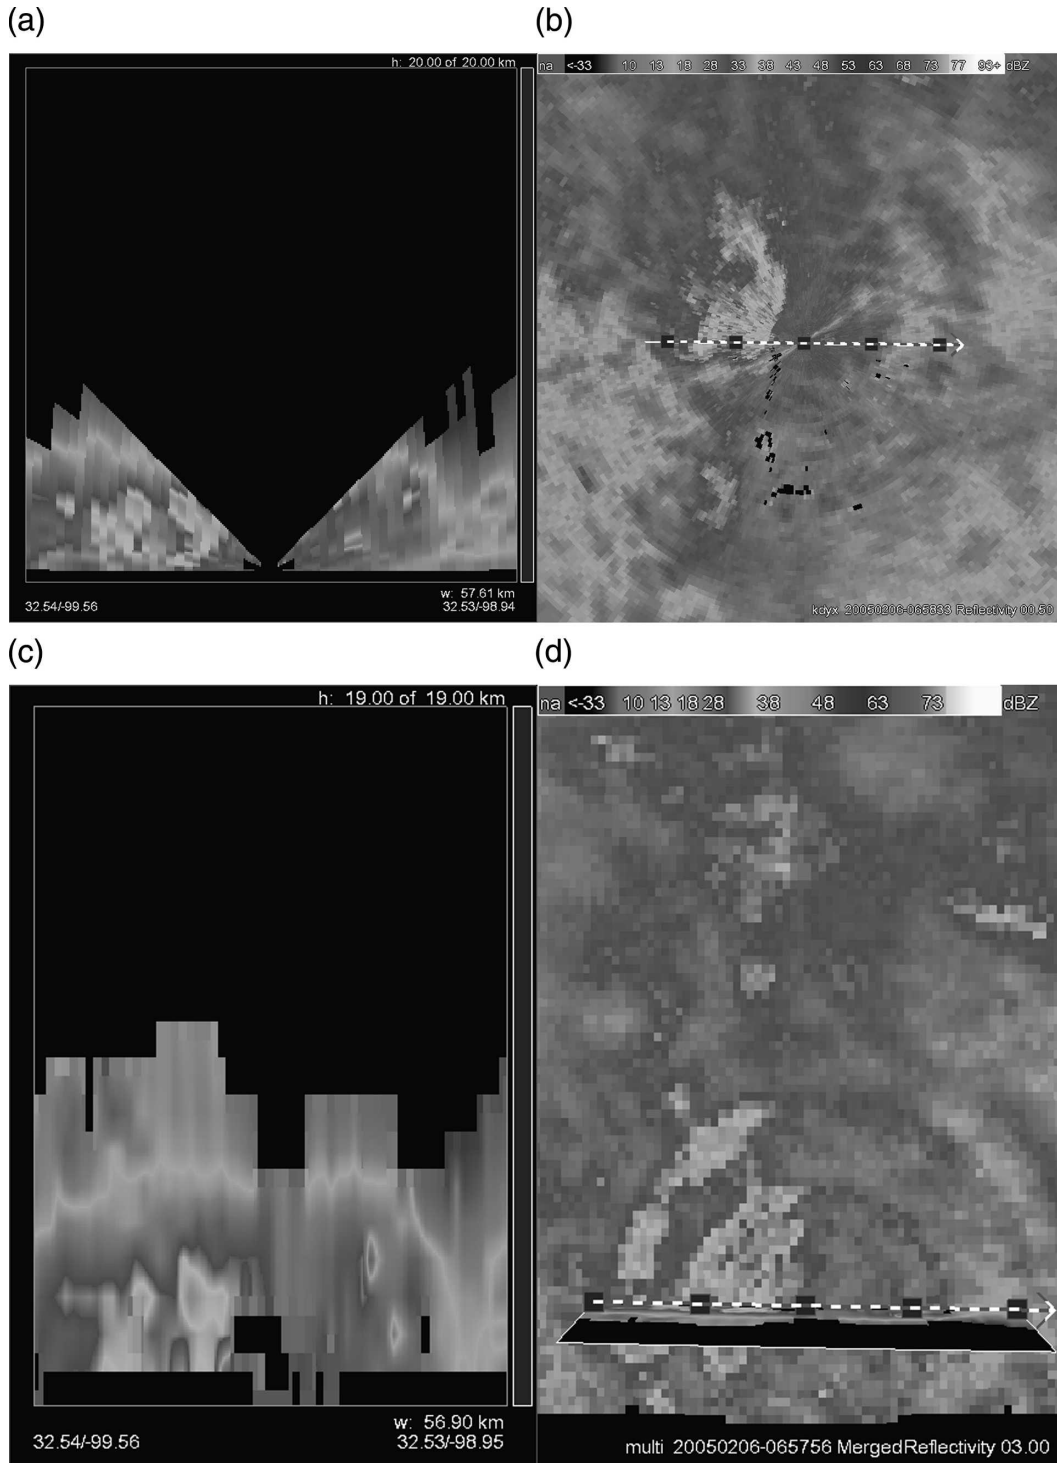 (a)
(b)
h: 20.00 of 20.00 km
na <-33 10 13 18 28 33 38 43 48 53 63 68 73 77 93+ dBZ
w: 57.61 km
32.54/-99.56 32.53/-98.94
kdyx 20050206-065833 Reflectivity 00.50
(c)
(d)
h: 19.00 of 19.00 km
na <-33 10 13 18 28 38 48 63 73 dBZ
w: 56.90 km
32.54/-99.56 32.53/-98.95
multi 20050206-065756 MergedReflectivity 03.00